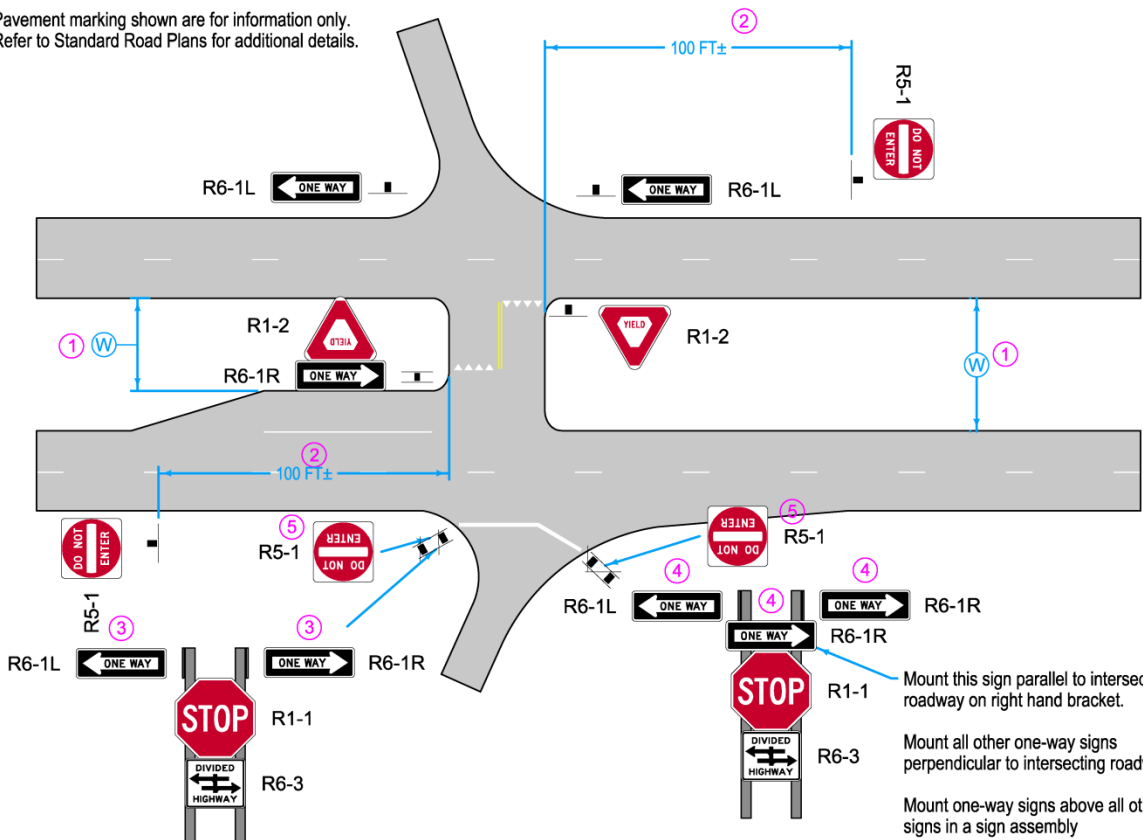 Pavement marking shown are for information only.
Refer to Standard Road Plans for additional details.
2
100 FT±
R5-1
DO NOT
ENTER
R6-1L
ONE WAY
ONE WAY
R6-1L
R1-2
YIELD
YIELD
R1-2
1
W
W
1
R6-1R
ONE WAY
2
100 FT±
DO NOT
ENTER
R5-1
5
R5-1
DO NOT
ENTER
DO NOT
ENTER
5
R5-1
3
R6-1L
ONE WAY
3
ONE WAY
R6-1R
STOP
R1-1
DIVIDED
HIGHWAY
R6-3
4
R6-1L
ONE WAY
4
ONE WAY
R6-1R
4
ONE WAY
R6-1R
STOP
R1-1
DIVIDED
HIGHWAY
R6-3
Mount this sign parallel to
roadway on right hand bracket.
Mount all other one-way signs
perpendicular to intersecting
Mount one-way signs above all
signs in a sign assembly